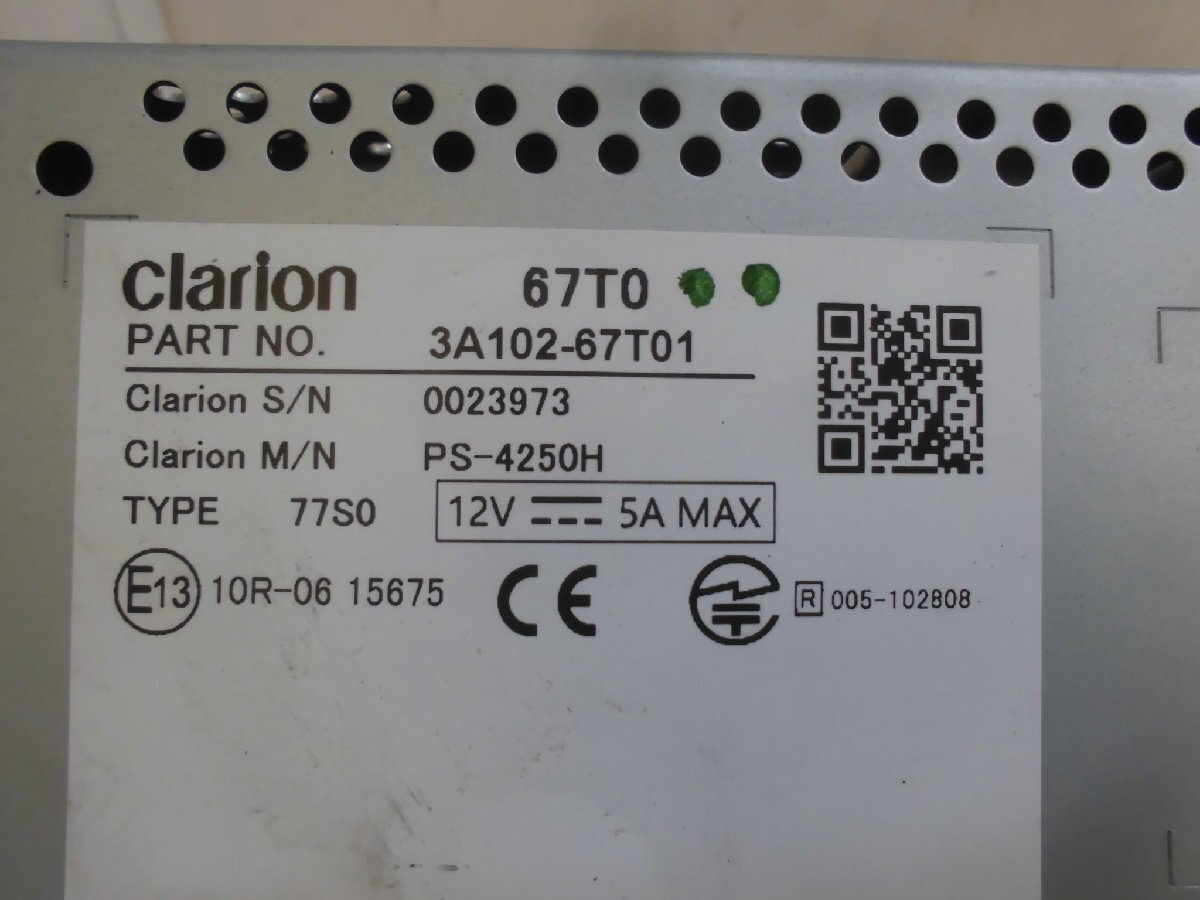 clarion 67T0
PART NO. 3A102-67T01
Clarion S/N 0023973
Clarion M/N PS-4250H
TYPE 77S0 12V 5A MAX
E13 10R-06 15675 CE R 005-102808